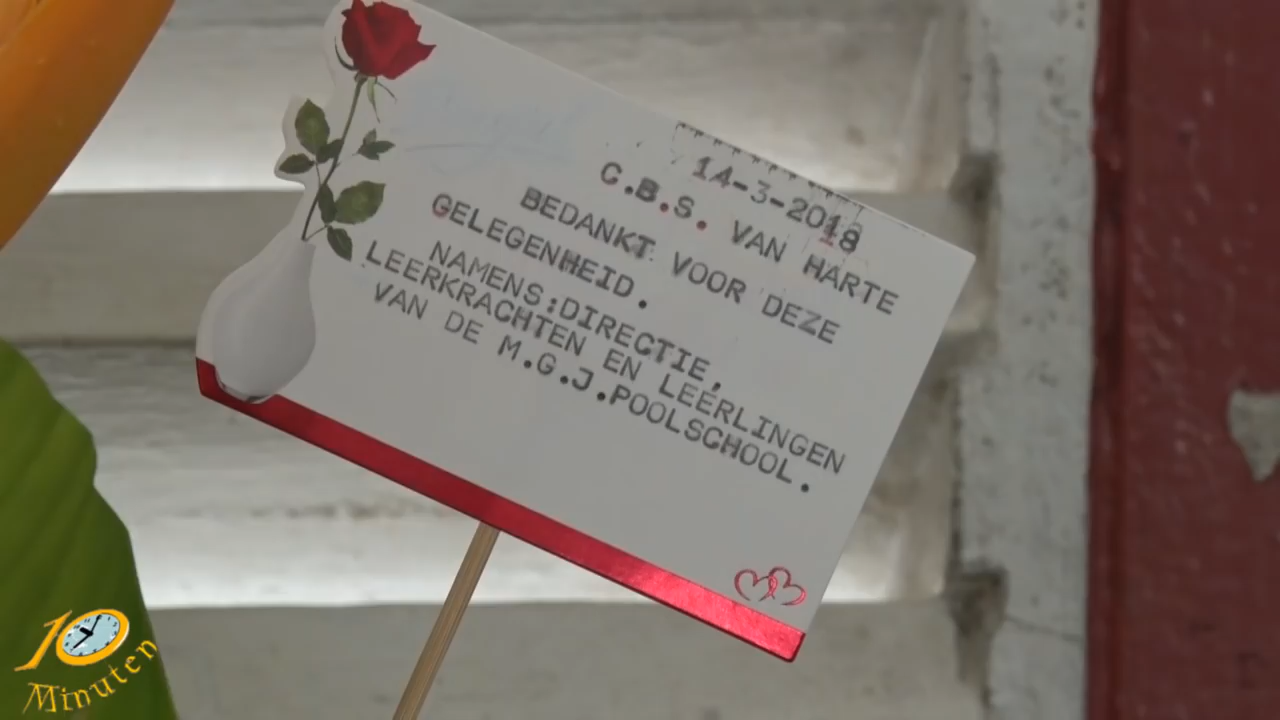 14-3-2018
C.B.S. VAN HARTE
BEDANKT VOOR DEZE
GELEGENHEID.
NAMENS:DIRECTIE,
LEERKRACHTEN EN LEERLINGEN
VAN DE M.G.J.POOLSCHOOL.
10
Minuten